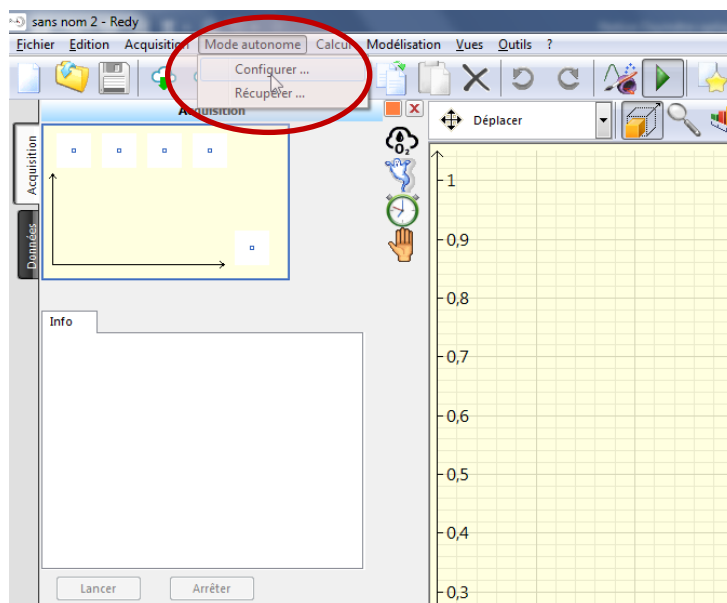 sans nom 2 - Redy
Fichier Edition Acquisition Mode autonome Calcul Modélisation Vues Outils ?
Configurer ...
Récupérer ...
Acquisition
Déplacer
Acquisition
Données
O2
Info
Lancer Arrêter
1
0,9
0,8
0,7
0,6
0,5
0,4
0,3